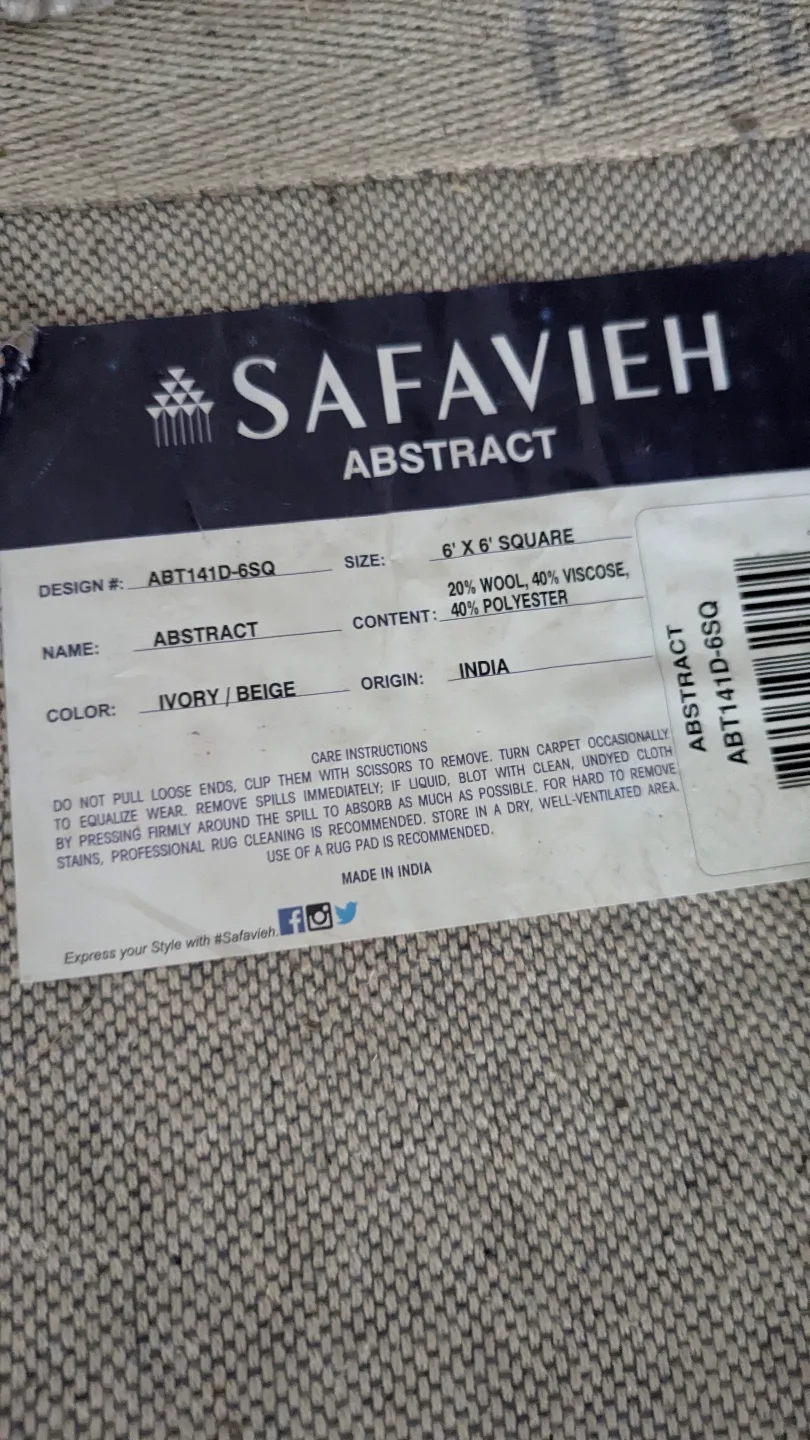 SAFAVIEH
ABSTRACT
DESIGN #: ABT141D-6SQ SIZE: 6' X 6' SQUARE
NAME: ABSTRACT CONTENT: 20% WOOL, 40% VISCOSE,
40% POLYESTER
COLOR: IVORY / BEIGE ORIGIN: INDIA
CARE INSTRUCTIONS
DO NOT PULL LOOSE ENDS, CLIP THEM WITH SCISSORS TO REMOVE. TURN CARPET OCCASIONALLY
TO EQUALIZE WEAR. REMOVE SPILLS IMMEDIATELY; IF LIQUID, BLOT WITH CLEAN, UNDYED CLOTH
BY PRESSING FIRMLY AROUND THE SPILL TO ABSORB AS MUCH AS POSSIBLE. FOR HARD TO REMOVE
STAINS, PROFESSIONAL RUG CLEANING IS RECOMMENDED. STORE IN A DRY, WELL-VENTILATED AREA.
USE OF A RUG PAD IS RECOMMENDED.
MADE IN INDIA
Express your Style with #Safavieh.
ABSTRACT
ABT141D-6SQ